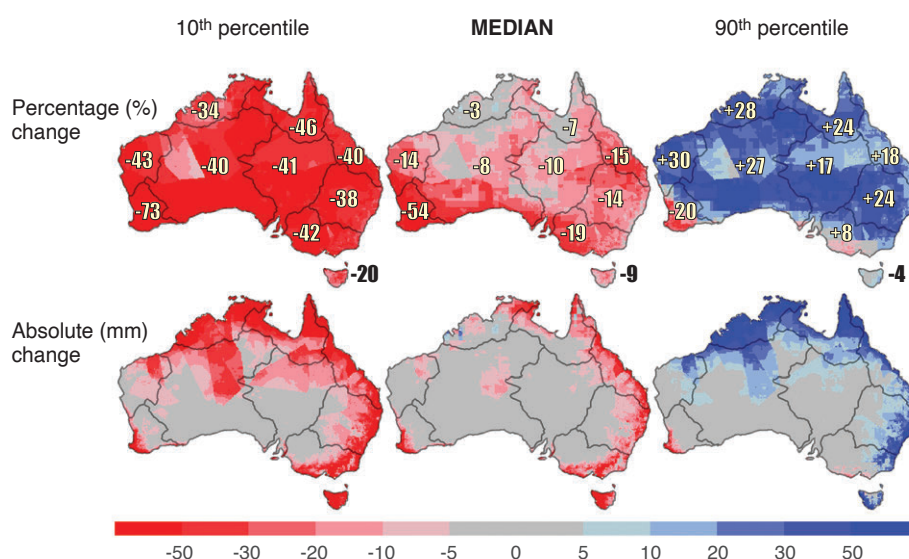 10th percentile MEDIAN 90th percentile
Percentage (%)
change
-34 -3 +28
-46 -7 +24
-43 -40 -41 -40 -14 -8 -10 -15 +30 +27 +17 +18
-73 -38 -54 -14 -20 +24
-42 -19 +8
-20 -9 -4
Absolute (mm)
change
-50 -30 -20 -10 -5 0 5 10 20 30 50